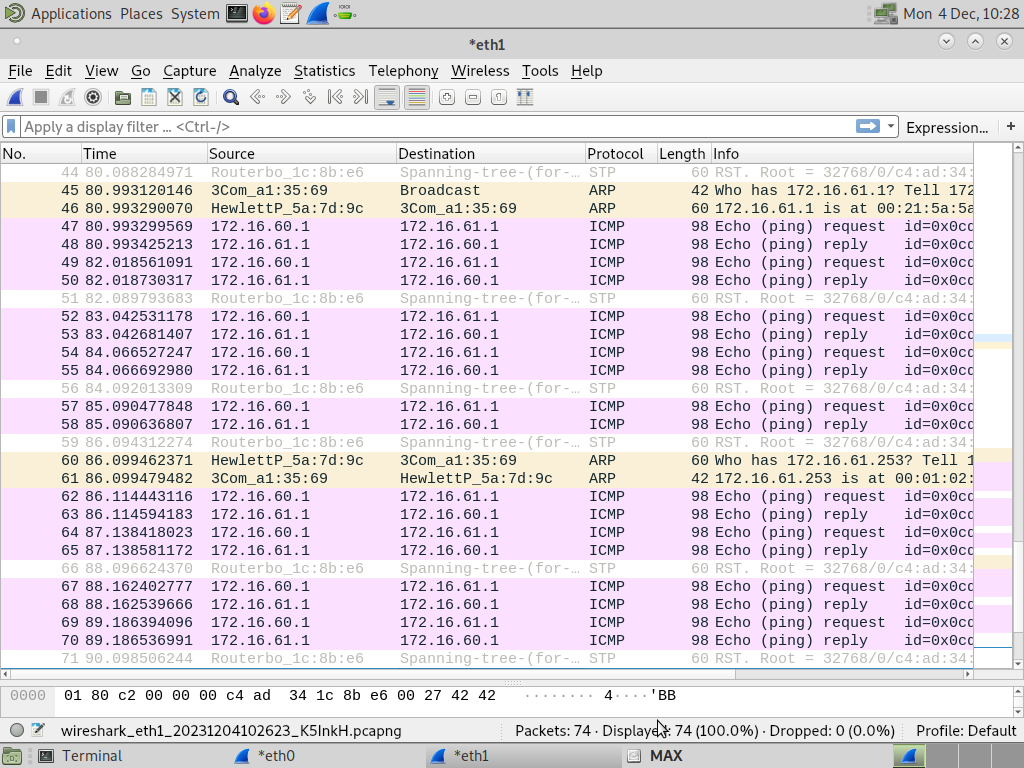 Applications Places System Mon 4 Dec, 10:28
*eth1
File Edit View Go Capture Analyze Statistics Telephony Wireless Tools Help
Apply a display filter ... <Ctrl-/> Expression... +
No. Time Source Destination Protocol Length Info
44 80.088284971 Routerbo_1c:8b:e6 Spanning-tree-(for-… STP 60 RST. Root = 32768/0/c4:ad:34:
45 80.993120146 3Com_a1:35:69 Broadcast ARP 42 Who has 172.16.61.1? Tell 172
46 80.993290070 HewlettP_5a:7d:9c 3Com_a1:35:69 ARP 60 172.16.61.1 is at 00:21:5a:5a
47 80.993299569 172.16.60.1 172.16.61.1 ICMP 98 Echo (ping) request id=0x0cd
48 80.993425213 172.16.61.1 172.16.60.1 ICMP 98 Echo (ping) reply id=0x0cd
49 82.018561091 172.16.60.1 172.16.61.1 ICMP 98 Echo (ping) request id=0x0cd
50 82.018730317 172.16.61.1 172.16.60.1 ICMP 98 Echo (ping) reply id=0x0cd
51 82.089793683 Routerbo_1c:8b:e6 Spanning-tree-(for-… STP 60 RST. Root = 32768/0/c4:ad:34:
52 83.042531178 172.16.60.1 172.16.61.1 ICMP 98 Echo (ping) request id=0x0cd
53 83.042681407 172.16.61.1 172.16.60.1 ICMP 98 Echo (ping) reply id=0x0cd
54 84.066527247 172.16.60.1 172.16.61.1 ICMP 98 Echo (ping) request id=0x0cd
55 84.066692980 172.16.61.1 172.16.60.1 ICMP 98 Echo (ping) reply id=0x0cd
56 84.092013309 Routerbo_1c:8b:e6 Spanning-tree-(for-… STP 60 RST. Root = 32768/0/c4:ad:34:
57 85.090477848 172.16.60.1 172.16.61.1 ICMP 98 Echo (ping) request id=0x0cd
58 85.090636807 172.16.61.1 172.16.60.1 ICMP 98 Echo (ping) reply id=0x0cd
59 86.094312274 Routerbo_1c:8b:e6 Spanning-tree-(for-… STP 60 RST. Root = 32768/0/c4:ad:34:
60 86.099462371 HewlettP_5a:7d:9c 3Com_a1:35:69 ARP 60 Who has 172.16.61.253? Tell 1
61 86.099479482 3Com_a1:35:69 HewlettP_5a:7d:9c ARP 42 172.16.61.253 is at 00:01:02:
62 86.114443116 172.16.60.1 172.16.61.1 ICMP 98 Echo (ping) request id=0x0cd
63 86.114594183 172.16.61.1 172.16.60.1 ICMP 98 Echo (ping) reply id=0x0cd
64 87.138418023 172.16.60.1 172.16.61.1 ICMP 98 Echo (ping) request id=0x0cd
65 87.138581172 172.16.61.1 172.16.60.1 ICMP 98 Echo (ping) reply id=0x0cd
66 88.096624370 Routerbo_1c:8b:e6 Spanning-tree-(for-… STP 60 RST. Root = 32768/0/c4:ad:34:
67 88.162402777 172.16.60.1 172.16.61.1 ICMP 98 Echo (ping) request id=0x0cd
68 88.162539666 172.16.61.1 172.16.60.1 ICMP 98 Echo (ping) reply id=0x0cd
69 89.186394096 172.16.60.1 172.16.61.1 ICMP 98 Echo (ping) request id=0x0cd
70 89.186536991 172.16.61.1 172.16.60.1 ICMP 98 Echo (ping) reply id=0x0cd
71 90.098506244 Routerbo_1c:8b:e6 Spanning-tree-(for-… STP 60 RST. Root = 32768/0/c4:ad:34:
0000 01 80 c2 00 00 00 c4 ad 34 1c 8b e6 00 27 42 42 ········ 4····'BB
wireshark_eth1_20231204102623_K5InkH.pcapng Packets: 74 · Displayed: 74 (100.0%) · Dropped: 0 (0.0%) Profile: Default
Terminal *eth0 *eth1 MAX